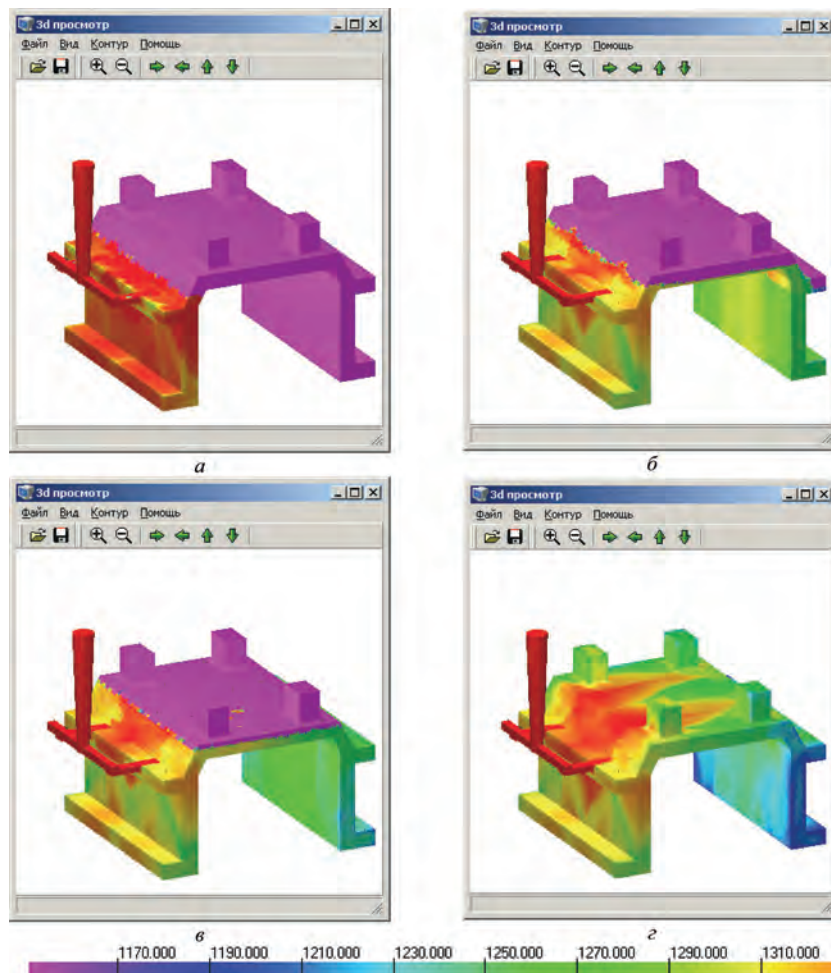 3d просмотр
Файл Вид Контур Помощь
а
3d просмотр
Файл Вид Контур Помощь
б
3d просмотр
Файл Вид Контур Помощь
в
3d просмотр
Файл Вид Контур Помощь
г
1170.000 1190.000 1210.000 1230.000 1250.000 1270.000 1290.000 1310.000